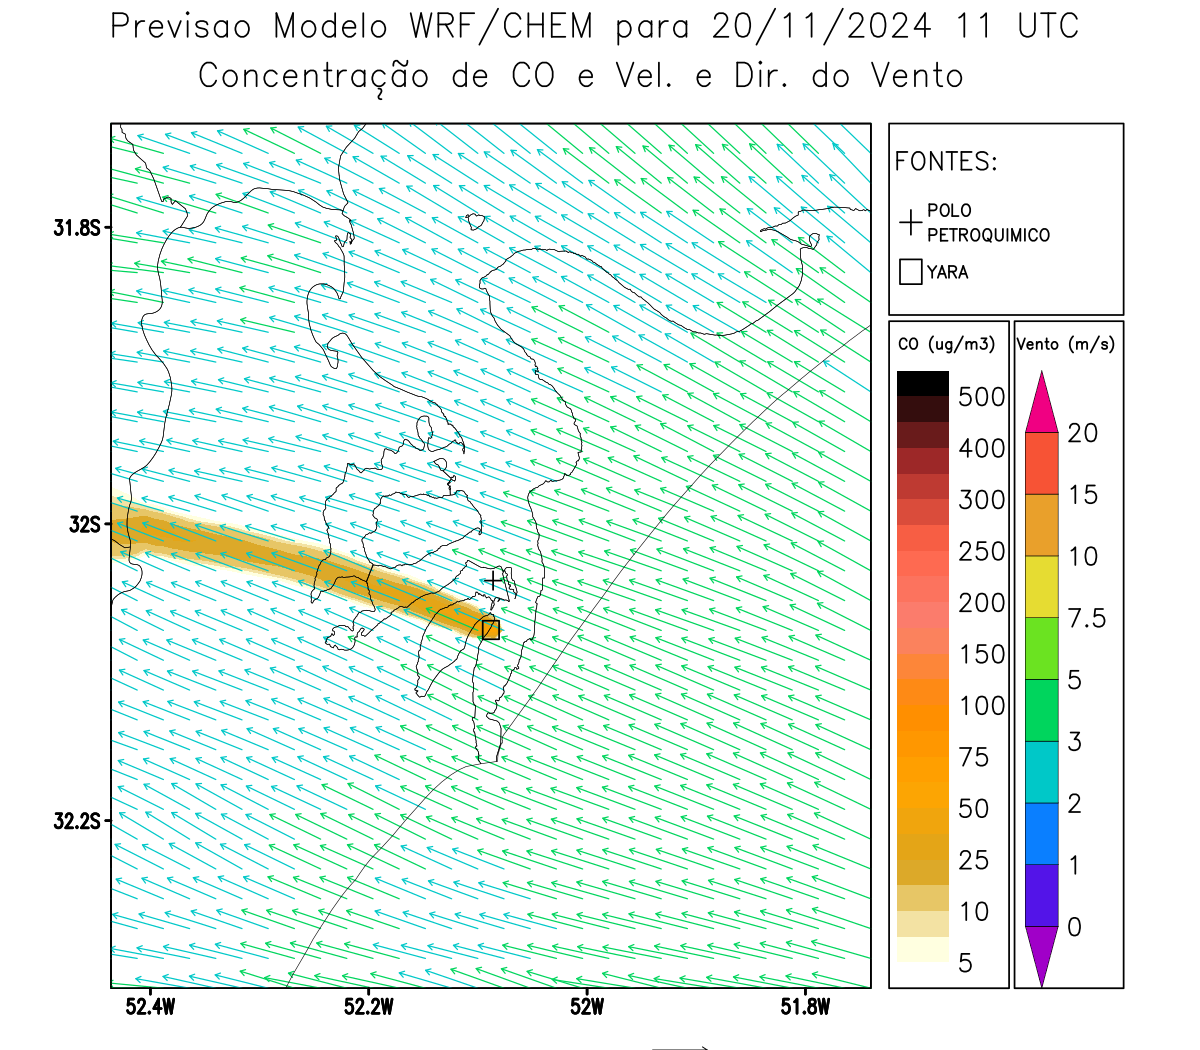 Previsao Modelo WRF/CHEM para 20/11/2024 11 UTC
Concentração de CO e Vel. e Dir. do Vento
FONTES:
POLO
PETROQUIMICO
YARA
CO (ug/m3)
500
400
300
250
200
150
100
75
50
25
10
5
Vento (m/s)
20
15
10
7.5
5
3
2
1
0
31.8S
32S
32.2S
52.4W
52.2W
52W
51.8W